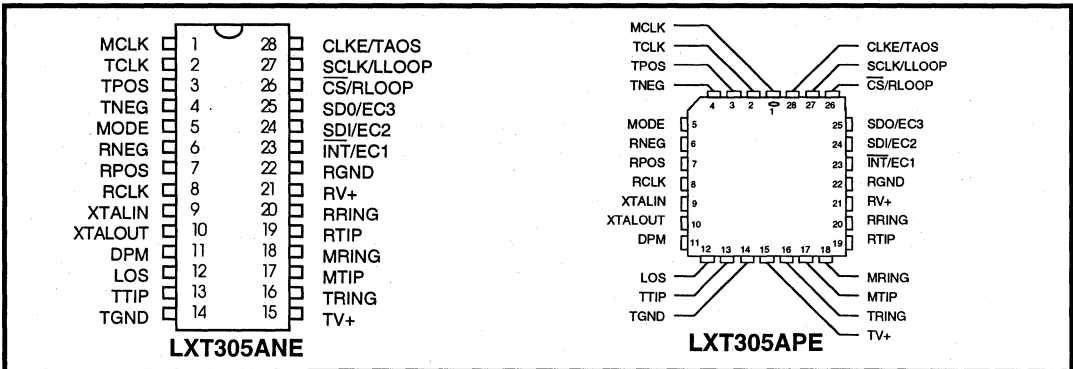 MCLK 1 28 CLKE/TAOS
TCLK 2 27 SCLK/LLOOP
TPOS 3 26 CS/RLOOP
TNEG 4 25 SD0/EC3
MODE 5 24 SDI/EC2
RNEG 6 23 INT/EC1
RPOS 7 22 RGND
RCLK 8 21 RV+
XTALIN 9 20 RRING
XTALOUT 10 19 RTIP
DPM 11 18 MRING
LOS 12 17 MTIP
TTIP 13 16 TRING
TGND 14 15 TV+
LXT305ANE
MCLK
TCLK CLKE/TAOS
TPOS SCLK/LLOOP
TNEG CS/RLOOP
4 3 2 1 28 27 26
MODE 5 25 SDO/EC3
RNEG 6 24 SDI/EC2
RPOS 7 23 INT/EC1
RCLK 8 22 RGND
XTALIN 9 21 RV+
XTALOUT 10 20 RRING
DPM 11 19 RTIP
12 13 14 15 16 17 18
LOS MRING
TTIP MTIP
TGND TRING
TV+
LXT305APE